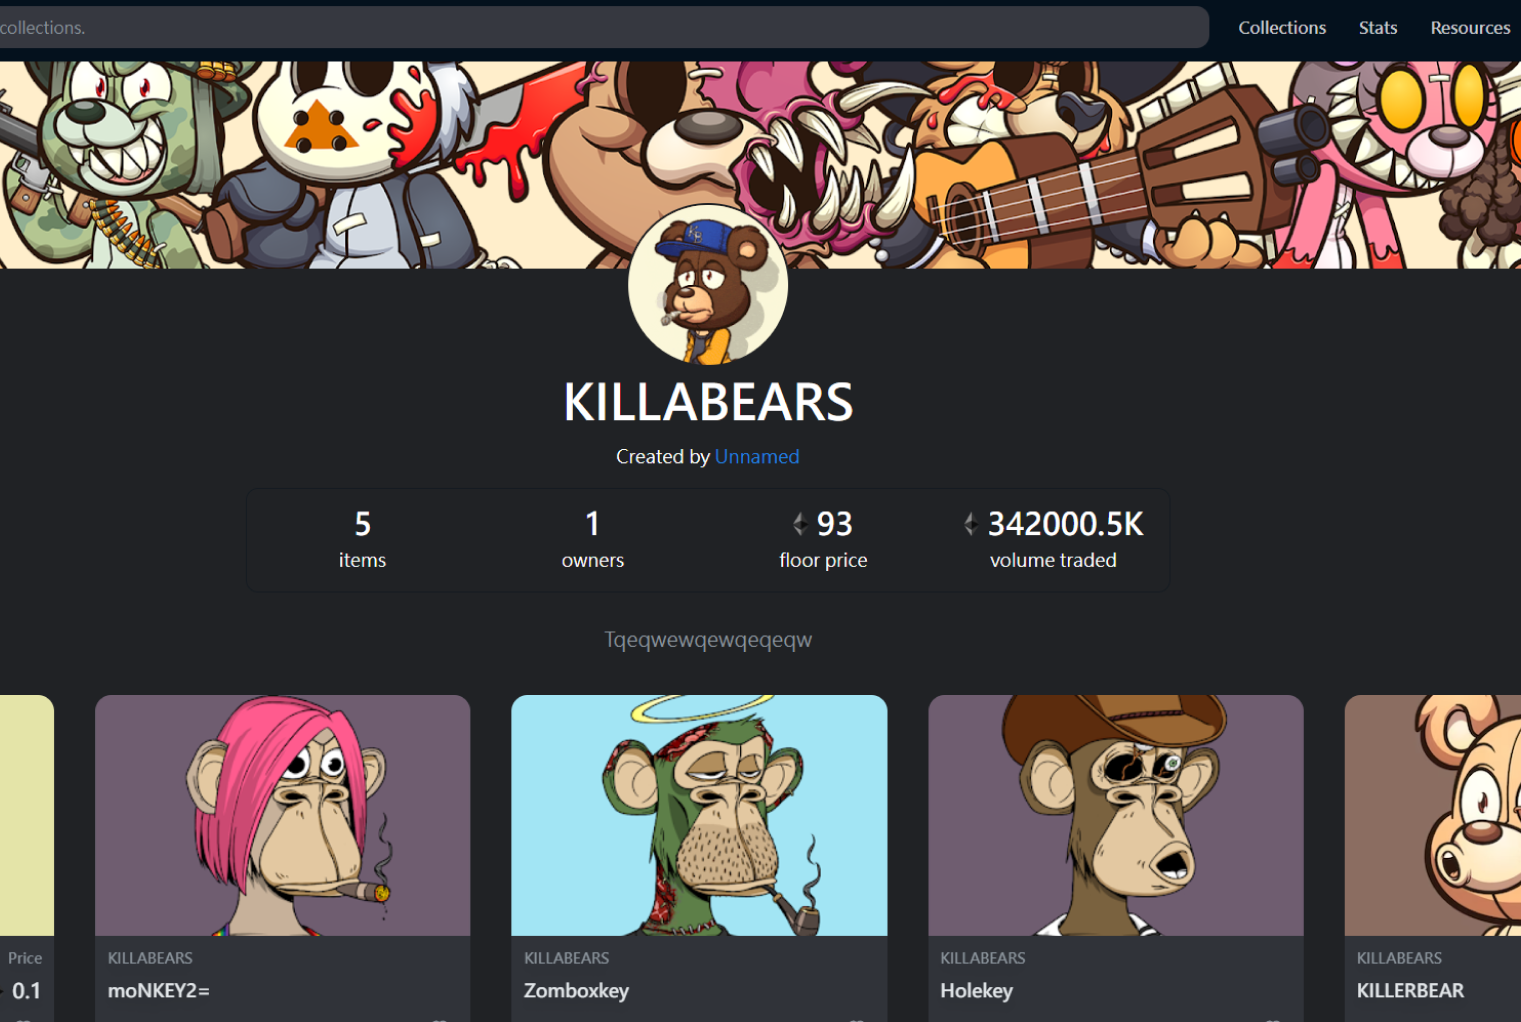 collections.
Collections Stats Resources
KB
KILLABEARS
Created by Unnamed
5 1 93 342000.5K
items owners floor price volume traded
Tqeqwewqewqeqeqw
Price KILLABEARS KILLABEARS KILLABEARS KILLABEARS
0.1 moNKEY2= Zomboxkey Holekey KILLERBEAR